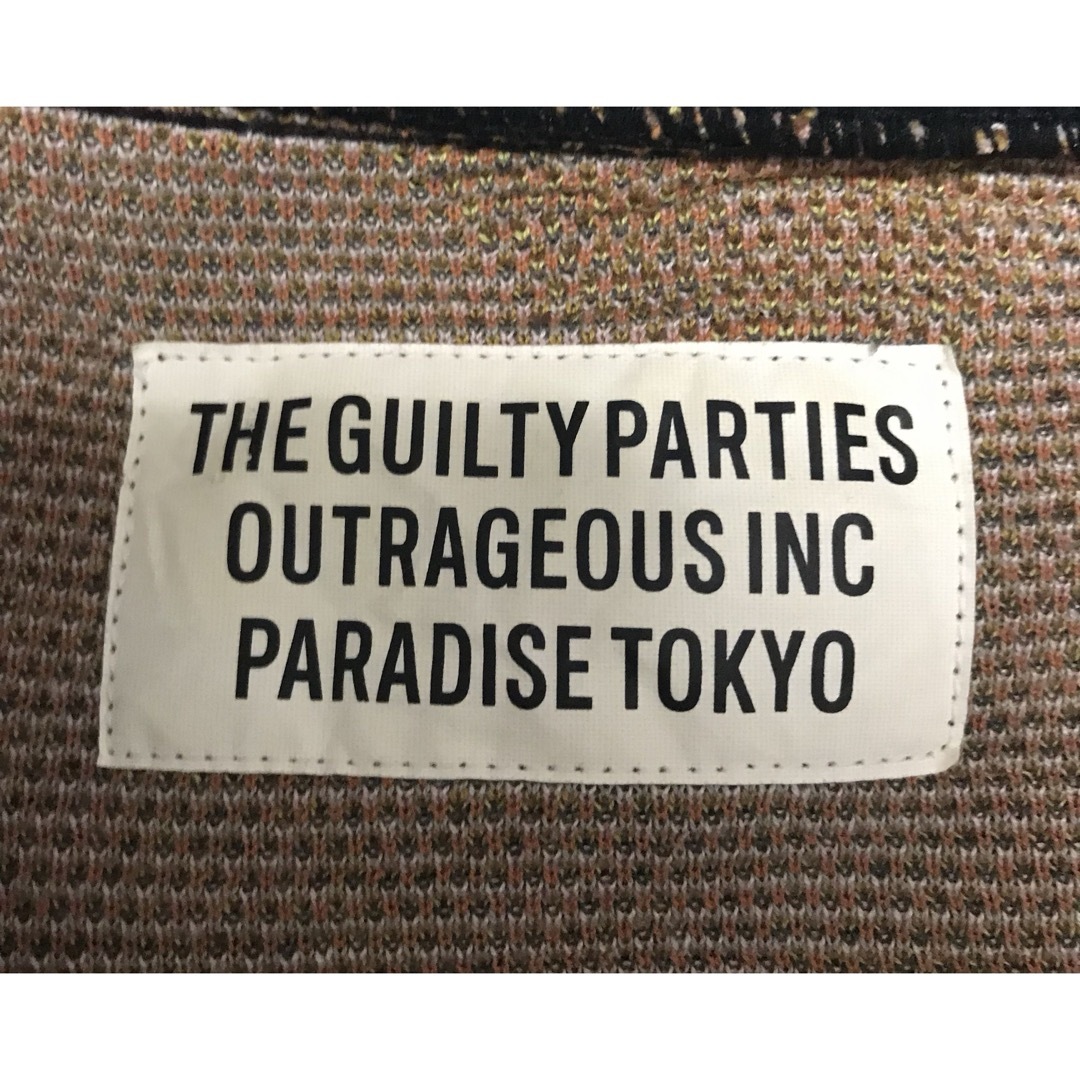 THE GUILTY PARTIES
OUTRAGEOUS INC
PARADISE TOKYO